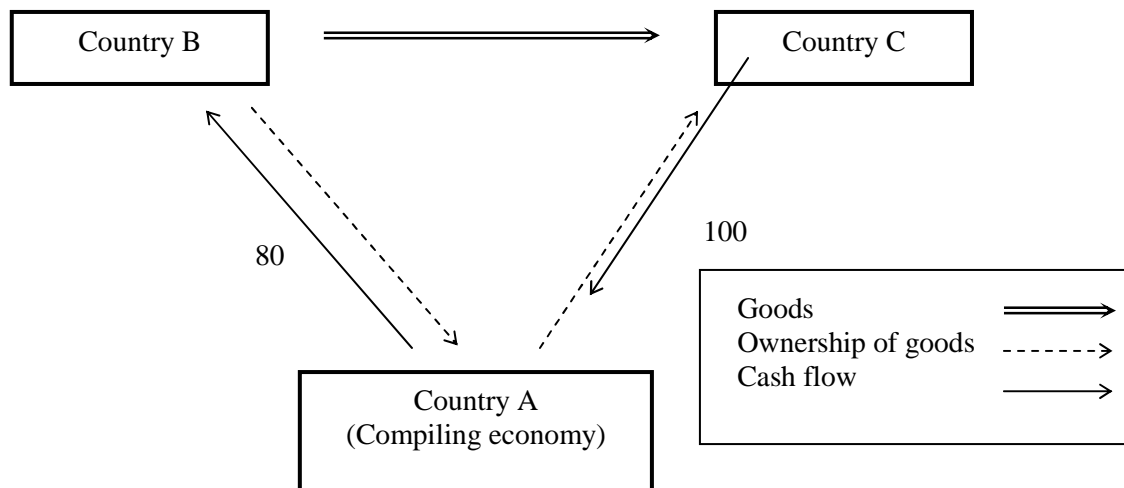 Country B
Country C
80
100
Goods
Ownership of goods
Cash flow
Country A
(Compiling economy)